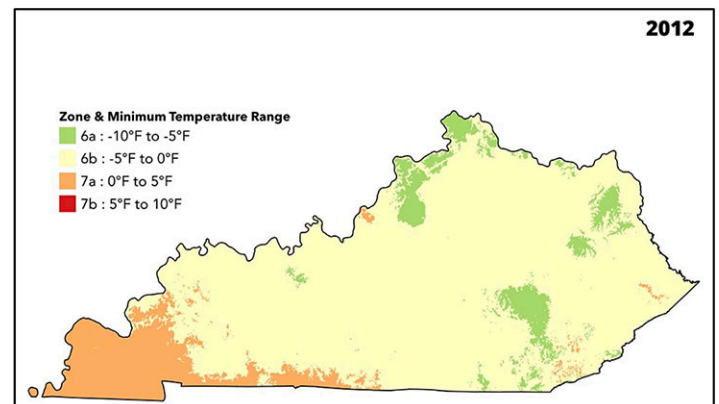 2012
Zone & Minimum Temperature Range
6a : -10°F to -5°F
6b : -5°F to 0°F
7a : 0°F to 5°F
7b : 5°F to 10°F